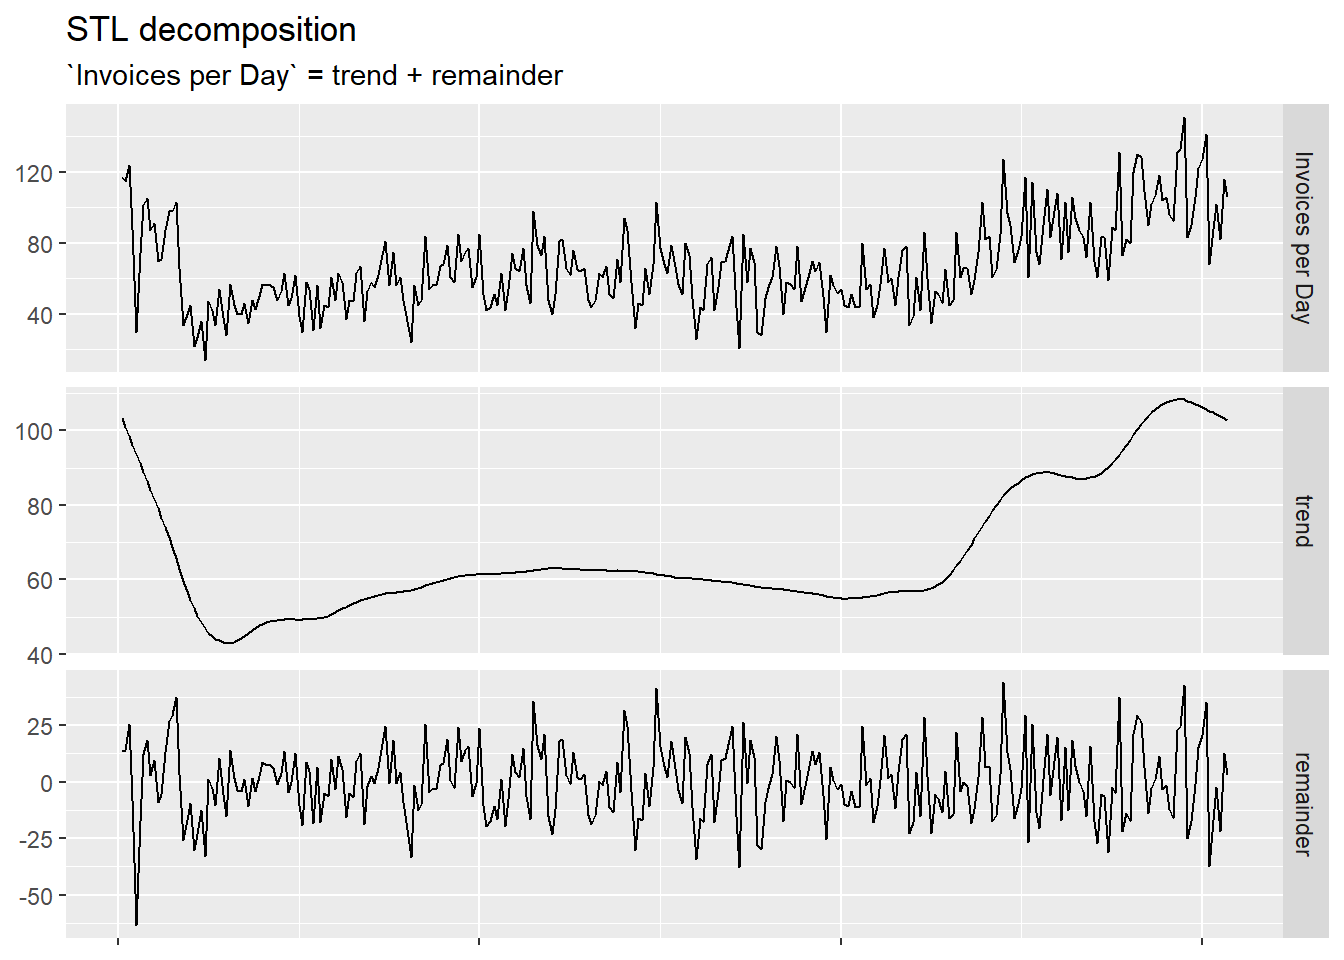 STL decomposition
`Invoices per Day` = trend + remainder
120
80
40
Invoices per Day
100
80
60
40
trend
25
0
-25
-50
remainder